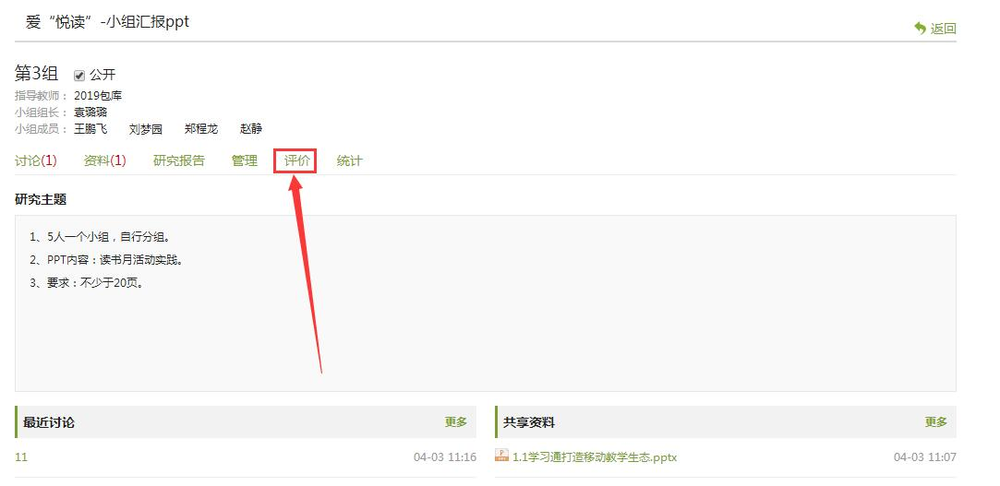 爱“悦读”-小组汇报ppt
返回
第3组 公开
指导教师： 2019包库
小组组长： 袁璐璐
小组成员： 王鹏飞 刘梦园 郑程龙 赵静
讨论(1) 资料(1) 研究报告 管理 评价 统计
研究主题
1、5人一个小组，自行分组。
2、PPT内容：读书月活动实践。
3、要求：不少于20页。
最近讨论 更多
11 04-03 11:16
共享资料 更多
1.1学习通打造移动教学生态.pptx 04-03 11:07